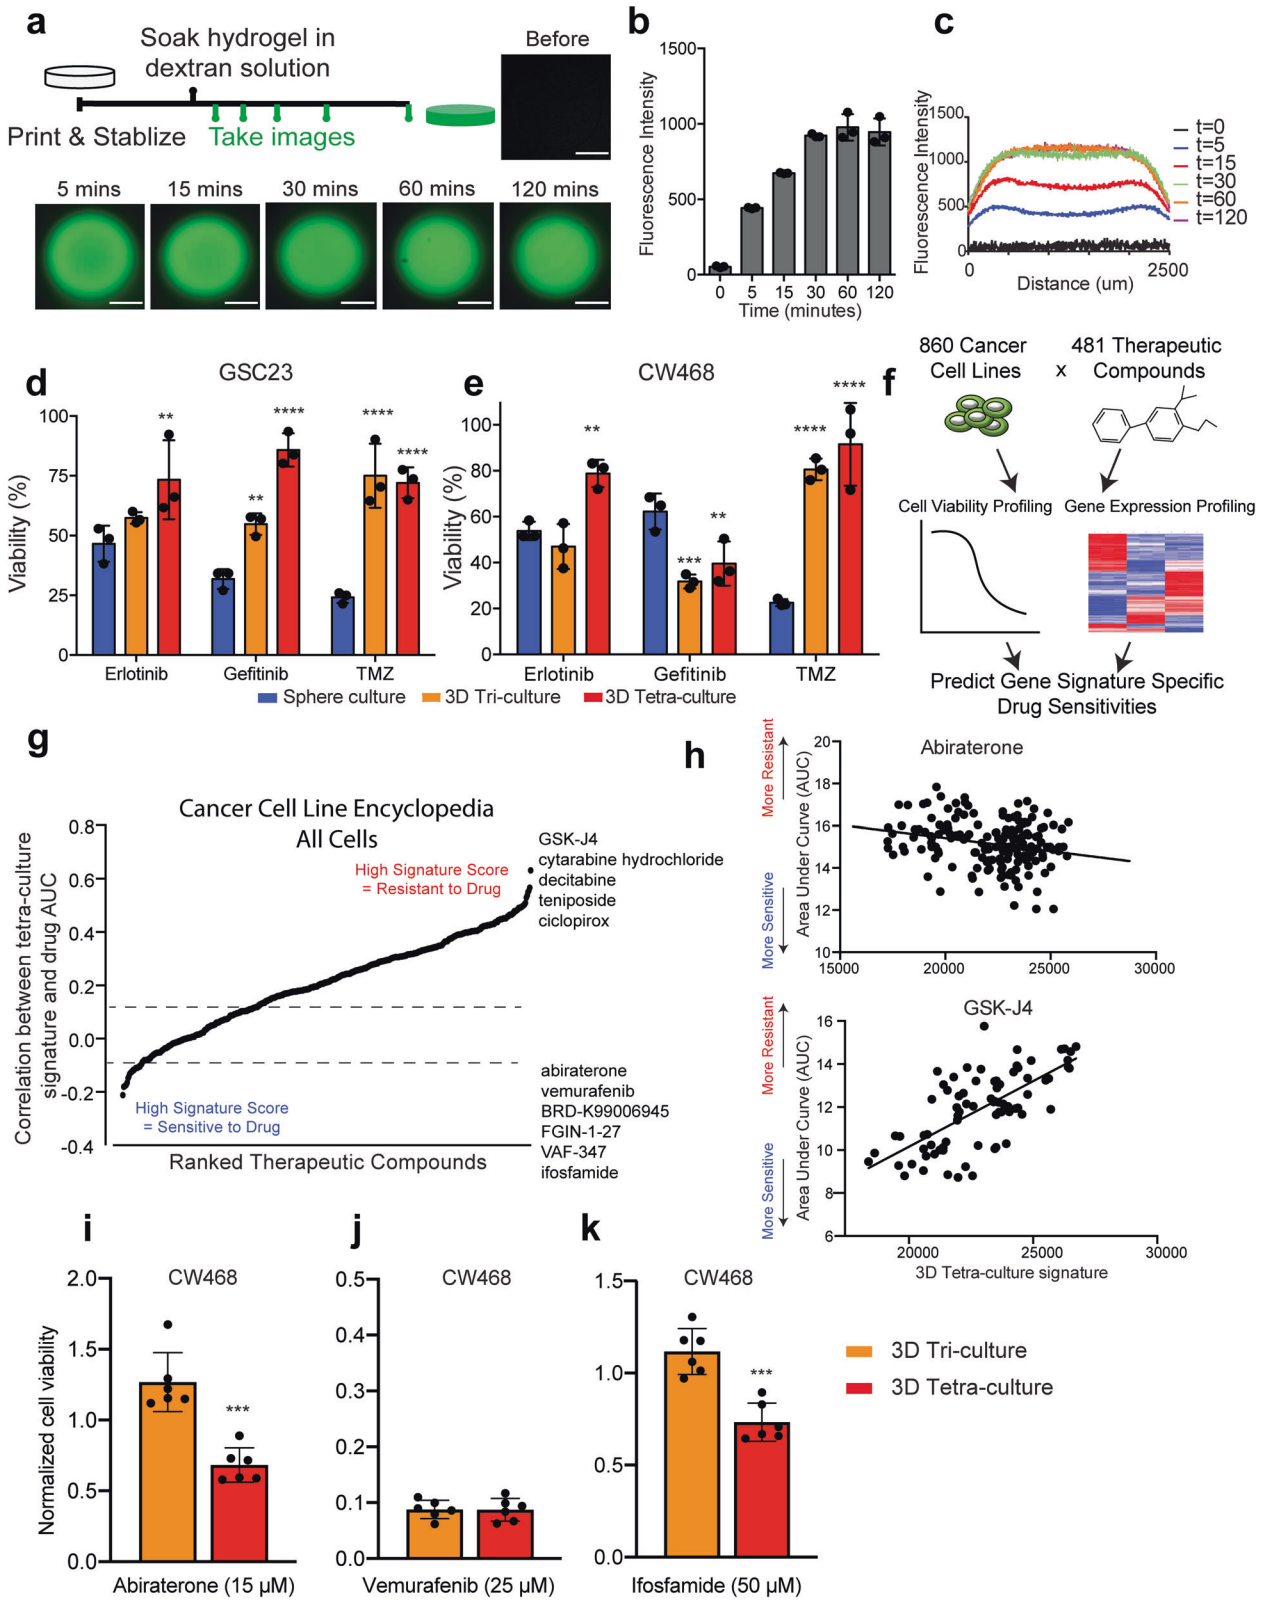 a
Soak hydrogel in
dextran solution
Before
Print & Stablize
Take images
5 mins
15 mins
30 mins
60 mins
120 mins
b
Fluorescence Intensity
1500
1000
500
0
0
5
15
30
60
120
Time (minutes)
c
Fluorescence Intensity
1500
1000
500
0
0
2500
Distance (um)
t=0
t=5
t=15
t=30
t=60
t=120
d
GSC23
Viability (%)
100
75
50
25
0
**
**
****
****
****
Erlotinib
Gefitinib
TMZ
e
CW468
Viability (%)
100
80
60
40
20
0
**
***
**
****
****
Erlotinib
Gefitinib
TMZ
Sphere culture
3D Tri-culture
3D Tetra-culture
f
860 Cancer
Cell Lines
x
481 Therapeutic
Compounds
Cell Viability Profiling
Gene Expression Profiling
Predict Gene Signature Specific
Drug Sensitivities
g
Cancer Cell Line Encyclopedia
All Cells
Correlation between tetra-culture
signature and drug AUC
0.8
0.6
0.4
0.2
0.0
-0.2
-0.4
High Signature Score
= Resistant to Drug
High Signature Score
= Sensitive to Drug
GSK-J4
cytarabine hydrochloride
decitabine
teniposide
ciclopirox
abiraterone
vemurafenib
BRD-K99006945
FGIN-1-27
VAF-347
ifosfamide
Ranked Therapeutic Compounds
h
Abiraterone
More Resistant
More Sensitive
Area Under Curve (AUC)
20
18
16
14
12
10
15000
20000
25000
30000
GSK-J4
More Resistant
More Sensitive
Area Under Curve (AUC)
16
14
12
10
8
6
20000
25000
30000
3D Tetra-culture signature
i
CW468
Normalized cell viability
2.0
1.5
1.0
0.5
0.0
***
Abiraterone (15 µM)
j
CW468
0.5
0.4
0.3
0.2
0.1
0.0
Vemurafenib (25 µM)
k
CW468
1.5
1.0
0.5
0.0
***
Ifosfamide (50 µM)
3D Tri-culture
3D Tetra-culture